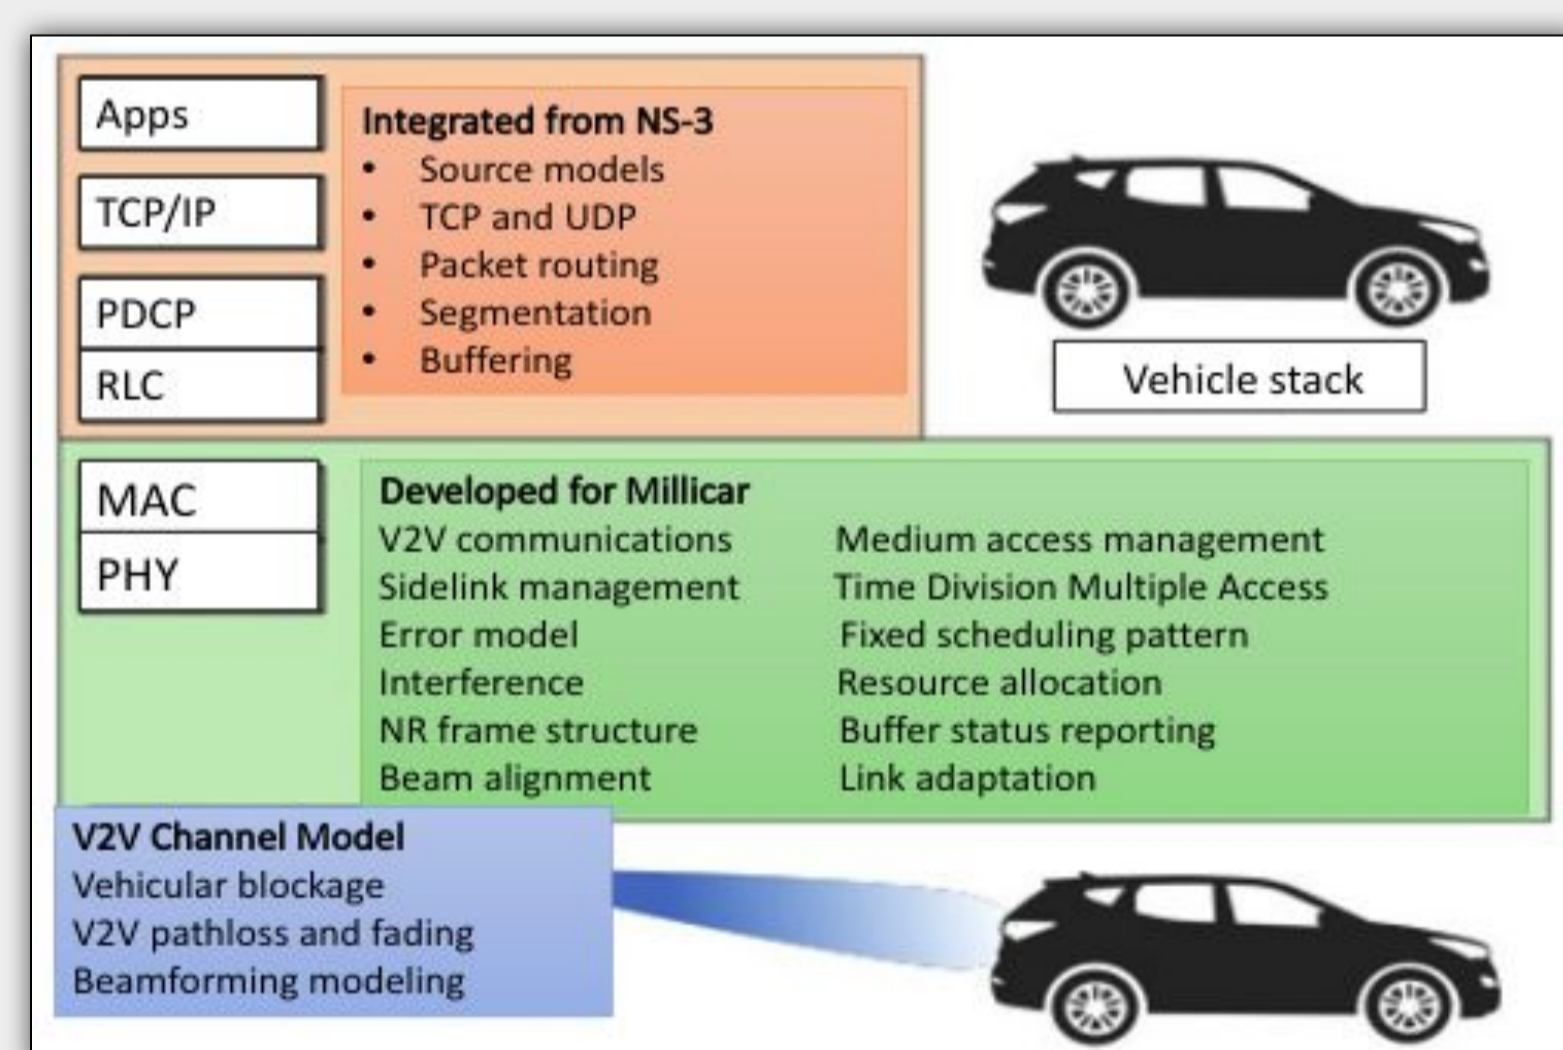 Apps
TCP/IP
PDCP
RLC
Integrated from NS-3
• Source models
• TCP and UDP
• Packet routing
• Segmentation
• Buffering
Vehicle stack
MAC
PHY
Developed for Millicar
V2V communications
Sidelink management
Error model
Interference
NR frame structure
Beam alignment
Medium access management
Time Division Multiple Access
Fixed scheduling pattern
Resource allocation
Buffer status reporting
Link adaptation
V2V Channel Model
Vehicular blockage
V2V pathloss and fading
Beamforming modeling